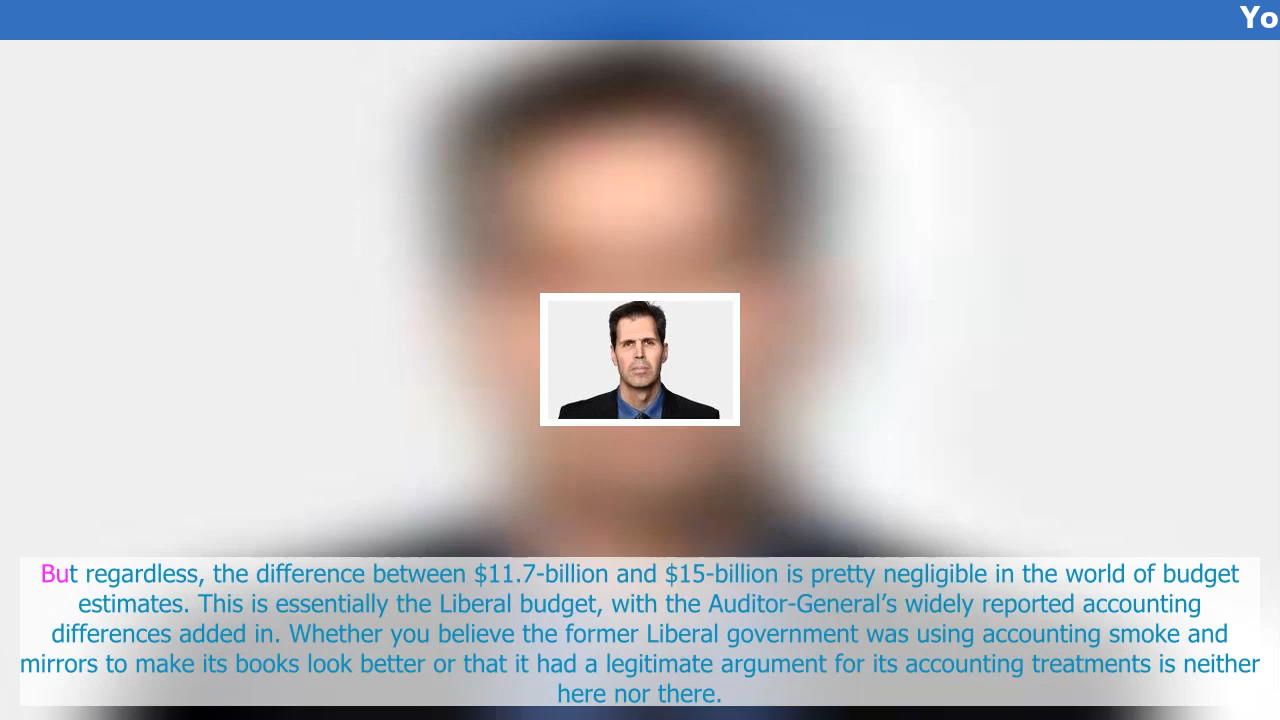 Yo
But regardless, the difference between $11.7-billion and $15-billion is pretty negligible in the world of budget
estimates. This is essentially the Liberal budget, with the Auditor-General’s widely reported accounting
differences added in. Whether you believe the former Liberal government was using accounting smoke and
mirrors to make its books look better or that it had a legitimate argument for its accounting treatments is neither
here nor there.